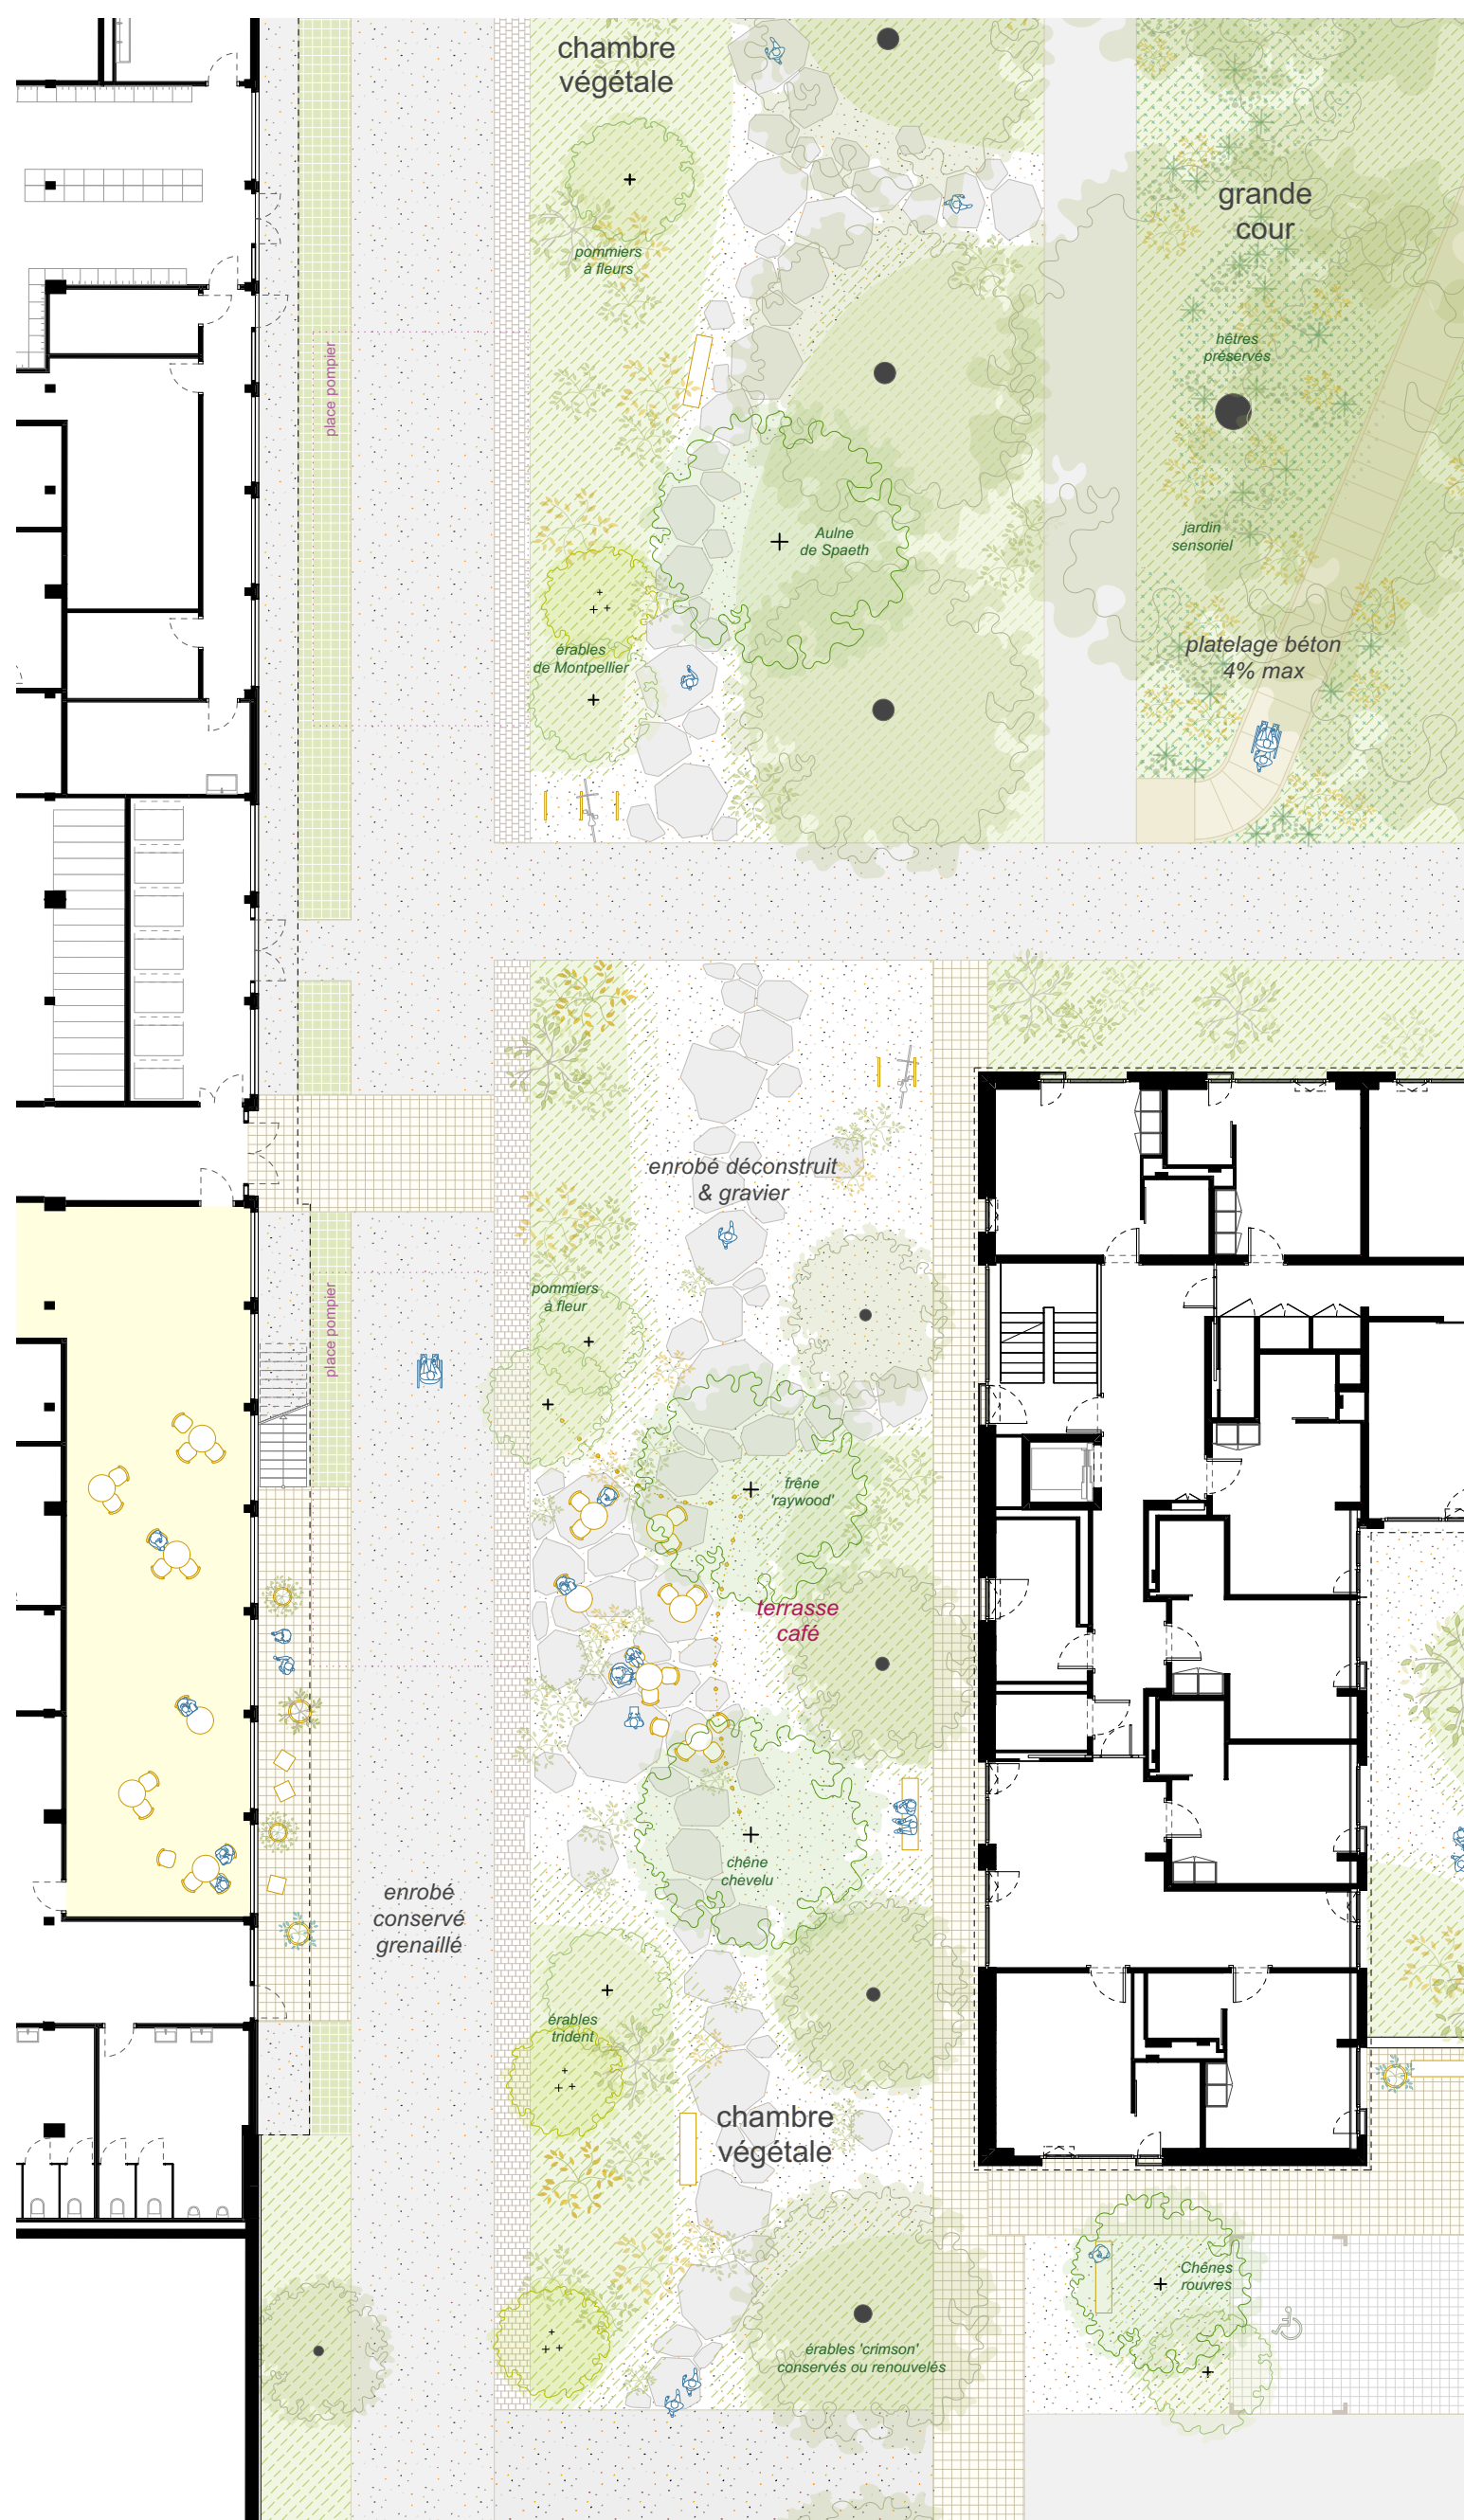 chambre
végétale
grande
cour
pommiers
à fleurs
place pompier
hêtres
préservés
Aulne
de Spaeth
jardin
sensoriel
érables
de Montpellier
platelage béton
4% max
enrobé déconstruit
& gravier
pommiers
à fleur
place pompier
frêne
'raywood'
terrasse
café
chêne
chevelu
enrobé
conservé
grenaillé
érables
trident
chambre
végétale
Chênes
rouvres
érables 'crimson'
conservés ou renouvelés